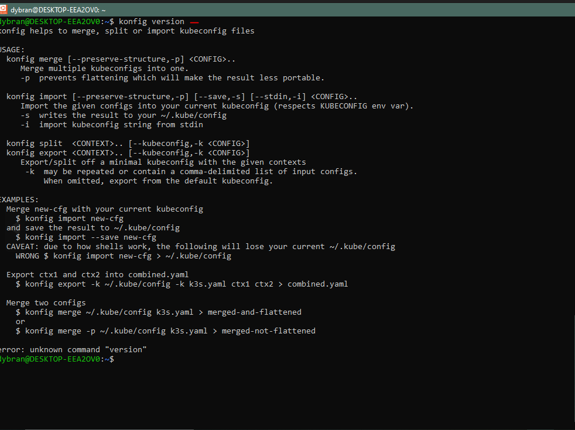 dybran@DESKTOP-EEA2OV0: ~
dybran@DESKTOP-EEA2OV0:~$ konfig version
konfig helps to merge, split or import kubeconfig files
USAGE:
konfig merge [--preserve-structure,-p] <CONFIG>..
Merge multiple kubeconfigs into one.
-p prevents flattening which will make the result less portable.
konfig import [--preserve-structure,-p] [--save,-s] [--stdin,-i] <CONFIG>..
Import the given configs into your current kubeconfig (respects KUBECONFIG env var).
-s writes the result to your ~/.kube/config
-i import kubeconfig string from stdin
konfig split <CONTEXT>.. [--kubeconfig,-k <CONFIG>]
konfig export <CONTEXT>.. [--kubeconfig,-k <CONFIG>]
Export/split off a minimal kubeconfig with the given contexts
-k may be repeated or contain a comma-delimited list of input configs.
When omitted, export from the default kubeconfig.
EXAMPLES:
Merge new-cfg with your current kubeconfig
$ konfig import new-cfg
and save the result to ~/.kube/config
$ konfig import --save new-cfg
CAVEAT: due to how shells work, the following will lose your current ~/.kube/config
WRONG $ konfig import new-cfg > ~/.kube/config
Export ctx1 and ctx2 into combined.yaml
$ konfig export -k ~/.kube/config -k k3s.yaml ctx1 ctx2 > combined.yaml
Merge two configs
$ konfig merge ~/.kube/config k3s.yaml > merged-and-flattened
or
$ konfig merge -p ~/.kube/config k3s.yaml > merged-not-flattened
error: unknown command "version"
dybran@DESKTOP-EEA2OV0:~$